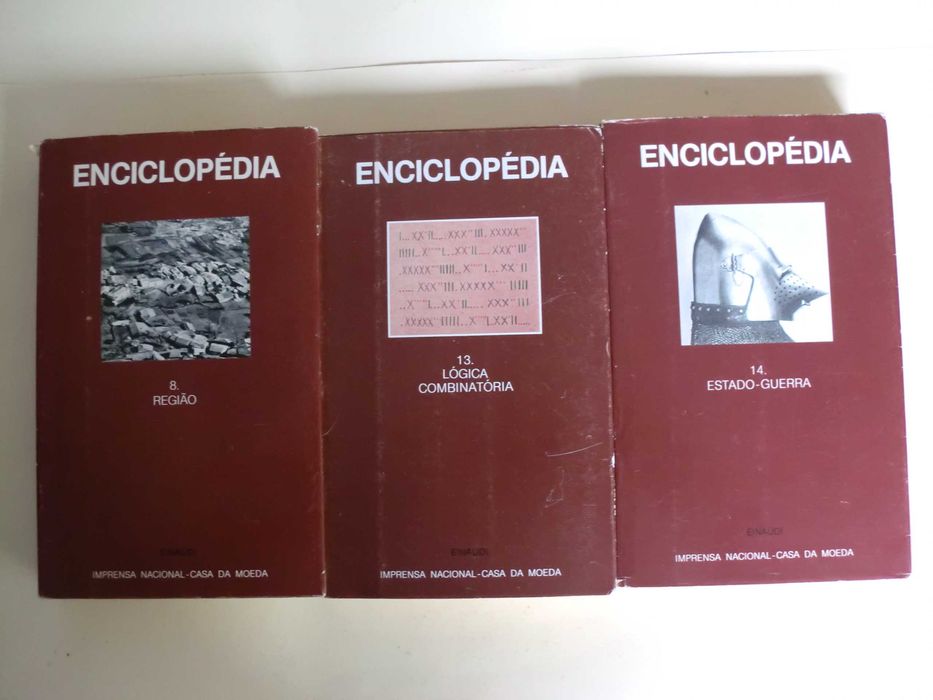 ENCICLOPÉDIA
8.
REGIÃO
EINAUDI
IMPRENSA NACIONAL-CASA DA MOEDA
ENCICLOPÉDIA
13.
LÓGICA
COMBINATÓRIA
EINAUDI
IMPRENSA NACIONAL-CASA DA MOEDA
ENCICLOPÉDIA
14.
ESTADO-GUERRA
EINAUDI
IMPRENSA NACIONAL-CASA DA MOEDA